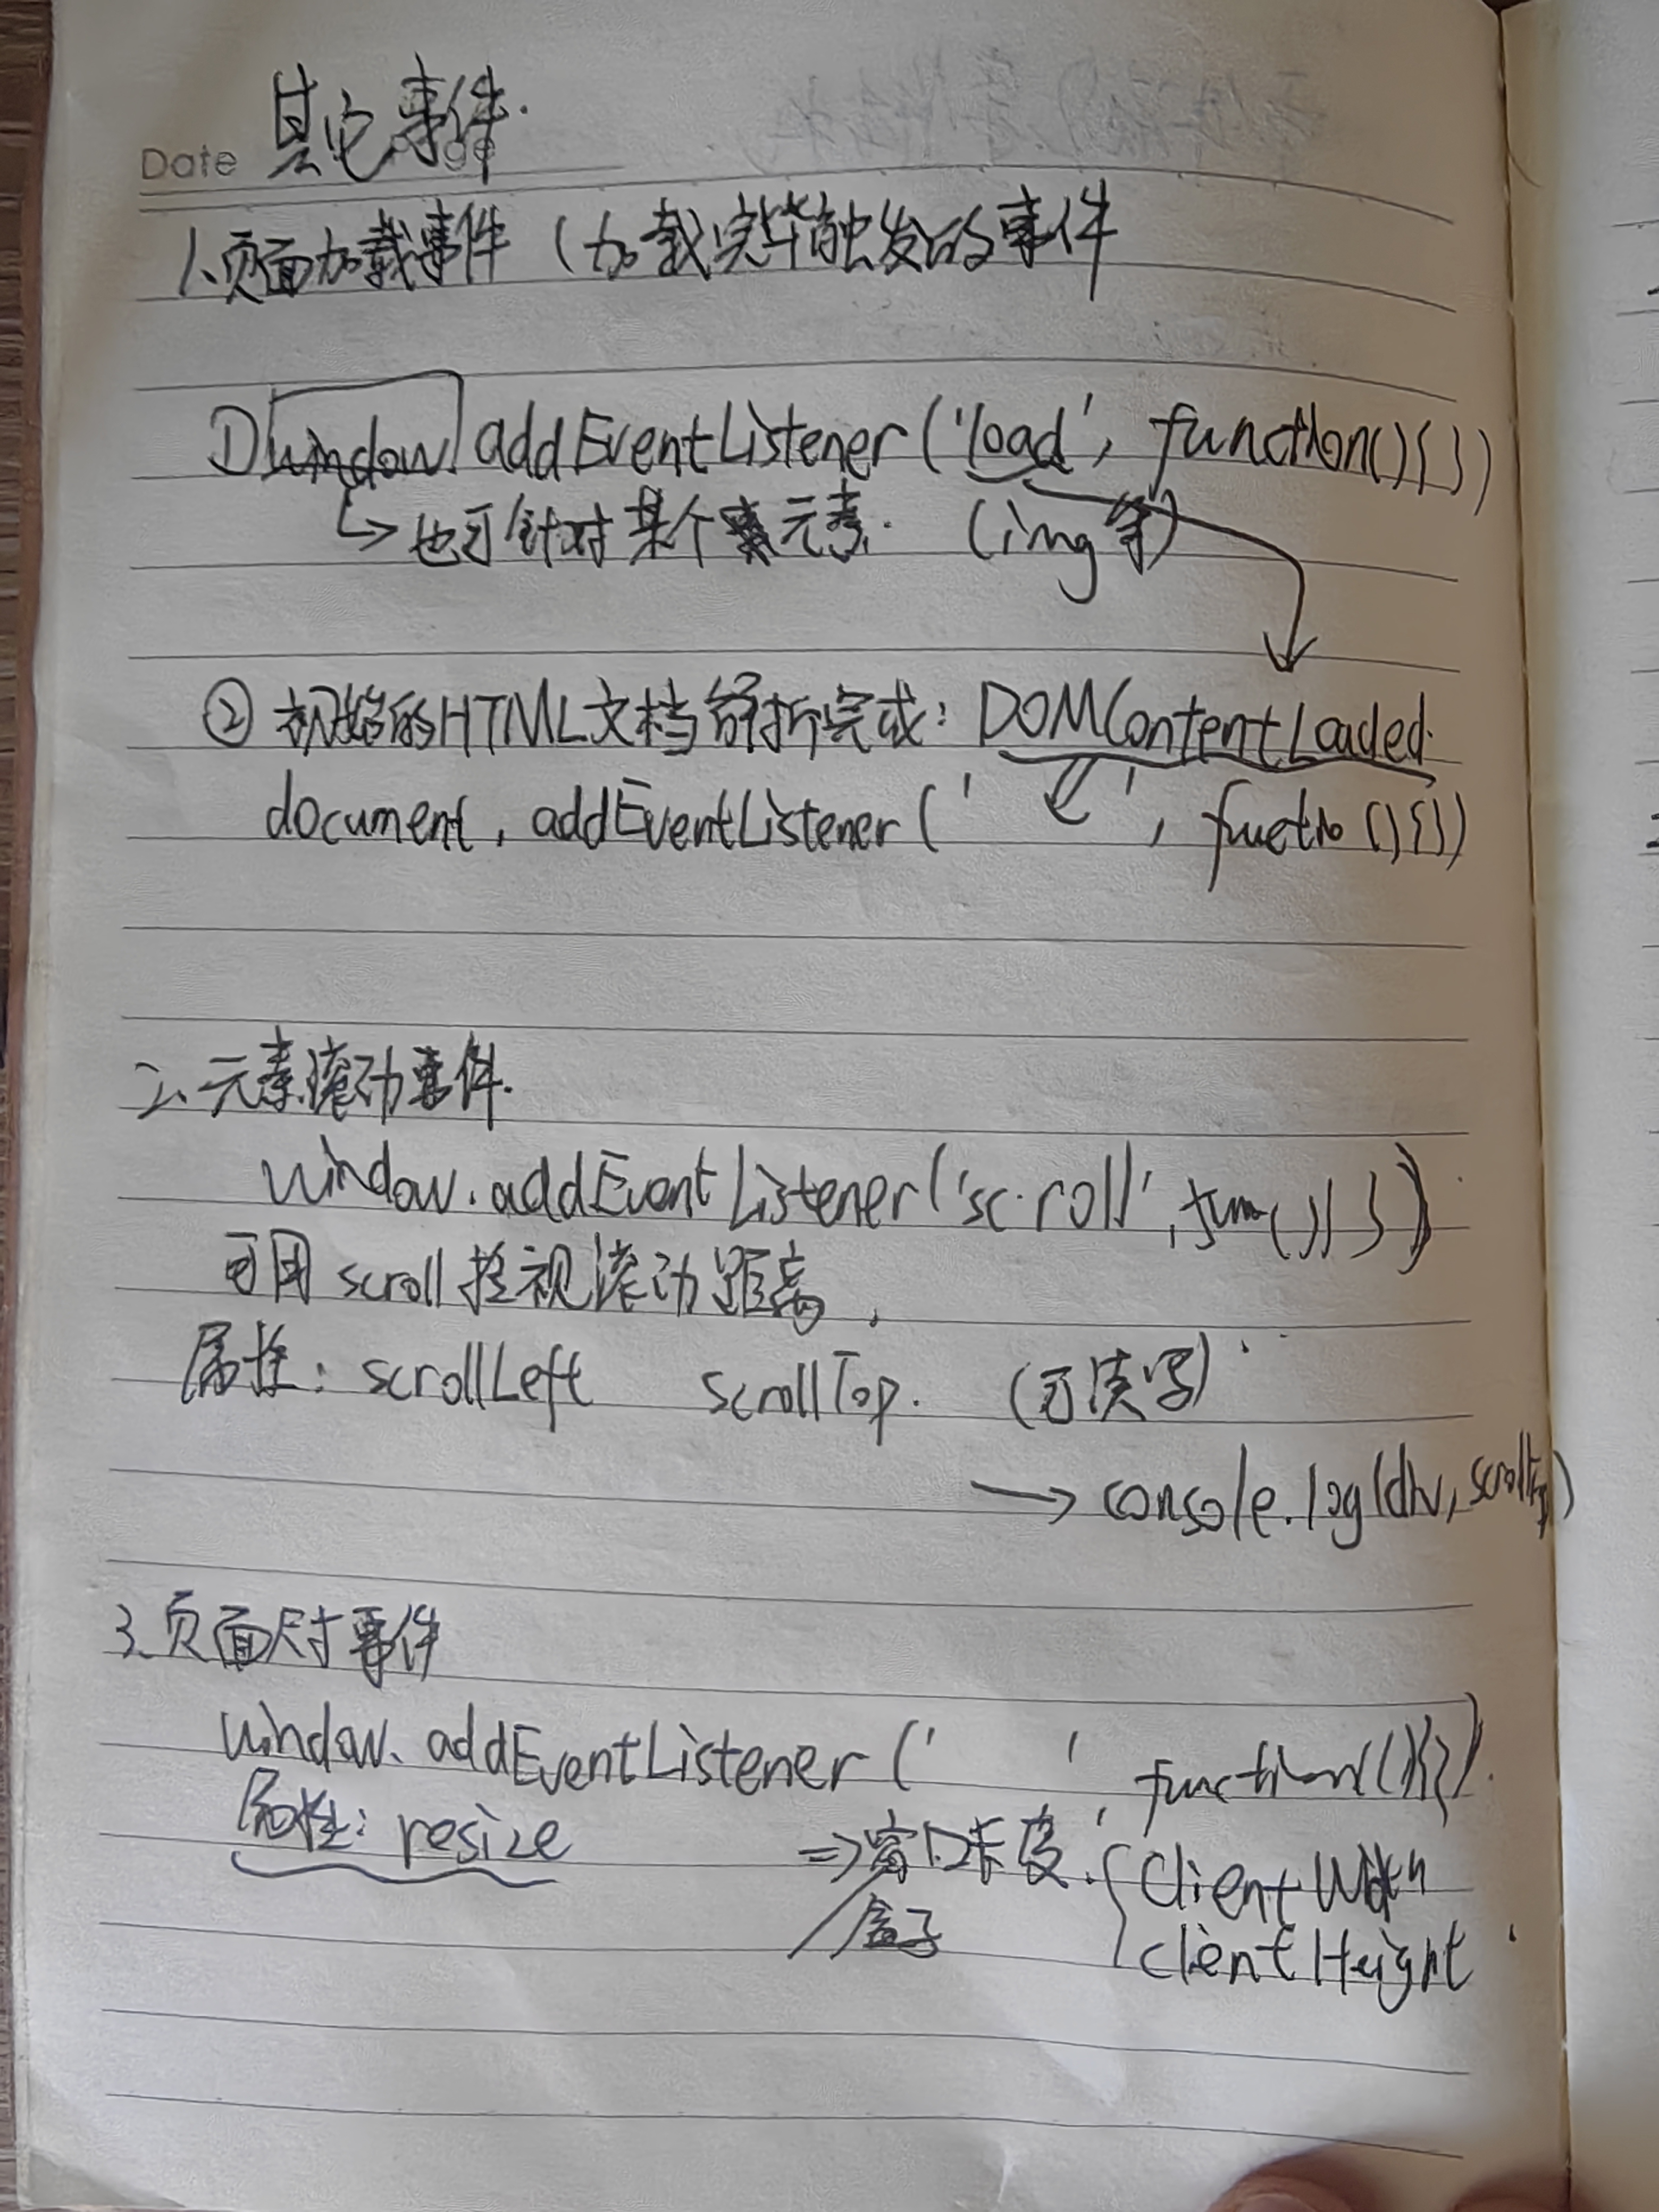 其它事件.
Date
1、页面加载事件 (加载完毕触发的事件
① window addEventListener('load', function(){})
↳ 也可针对某个元素. (img等)
② 初始的HTML文档解析完成: DOMContentLoaded.
document, addEventListener(' ', functio(){})
2、元素滚动事件.
window.addEventListener('scroll', fun(){})
可用scroll检视滚动距离,
属性: scrollLeft scrollTop. (可读写)
→ console.log(div, scrollTop)
3、页面尺寸事件
window. addEventListener(' ' function(){}).
属性: resize
⇒窗口长度. { ClientWidth
盒子
clientHeight